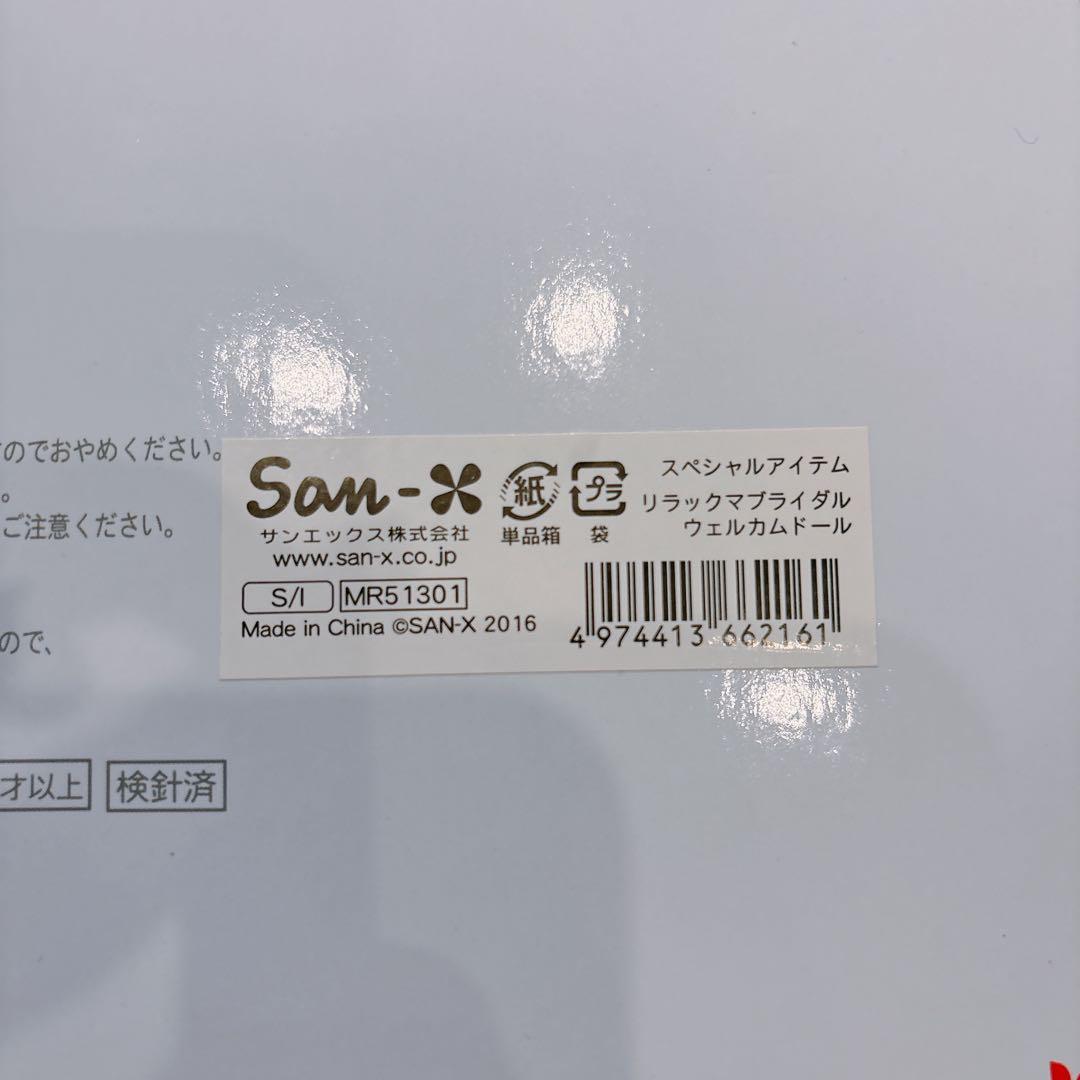 のでおやめください。
。
ご注意ください。
ので、
才以上 検針済
San-X
サンエックス株式会社
www.san-x.co.jp
紙
単品箱
プラ
袋
スペシャルアイテム
リラックマブライダル
ウェルカムドール
S/I MR51301
Made in China ©SAN-X 2016
4 974413 662161